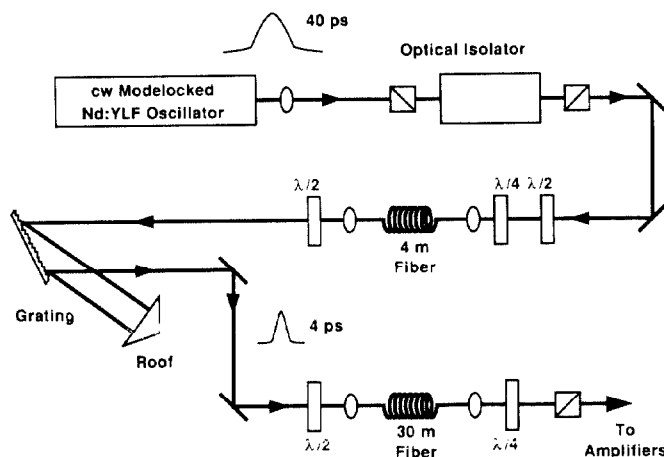 40 ps
Optical Isolator
cw Modelocked
Nd:YLF Oscillator
λ/2
λ/4 λ/2
4 m
Fiber
Grating
Roof
4 ps
λ/2
30 m
Fiber
λ/4
To
Amplifiers